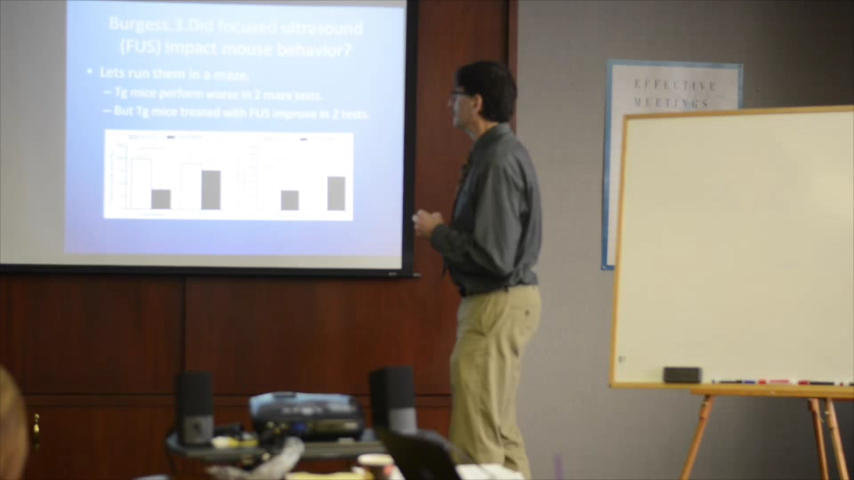 Burgess.3.Did focused ultrasound
(FUS) impact mouse behavior?
• Lets run them in a maze.
– Tg mice perform worse in 2 maze tests.
– But Tg mice treated with FUS improve in 2 tests.
EFFECTIVE
MEETINGS